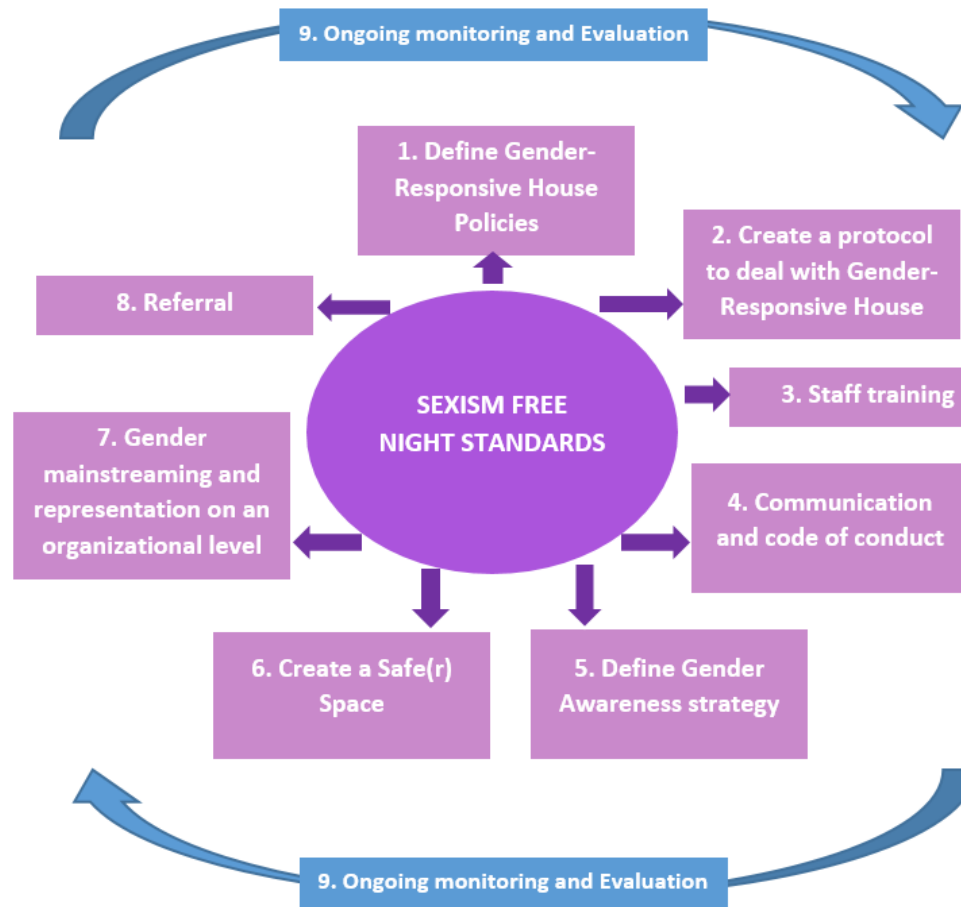 9. Ongoing monitoring and Evaluation
1. Define Gender-
Responsive House
Policies
2. Create a protocol
to deal with Gender-
Responsive House
8. Referral
3. Staff training
SEXISM FREE
NIGHT STANDARDS
7. Gender
mainstreaming and
representation on an
organizational level
4. Communication
and code of conduct
6. Create a Safe(r)
Space
5. Define Gender
Awareness strategy
9. Ongoing monitoring and Evaluation